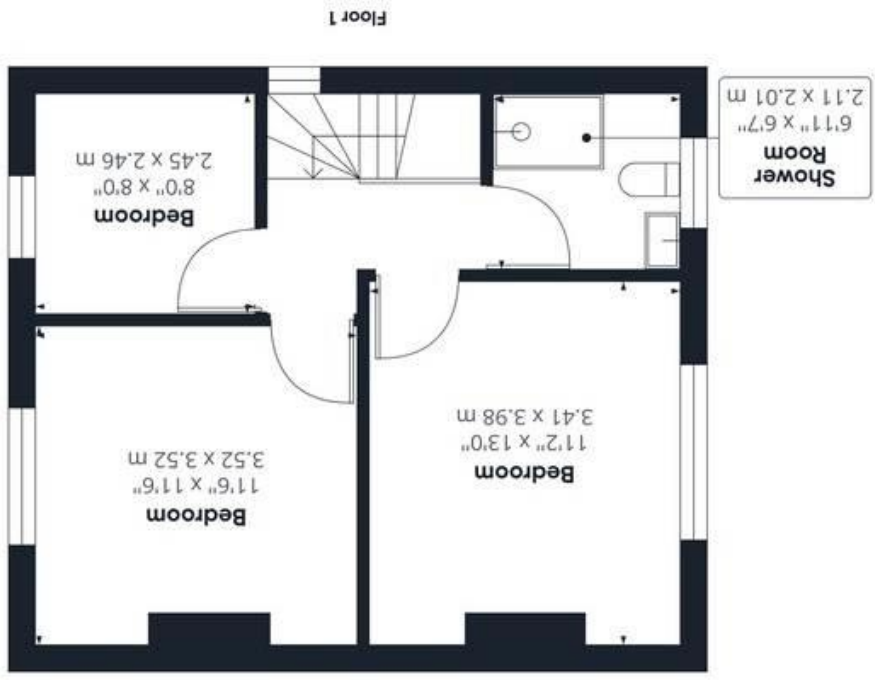 Bedroom
11'2" x 13'0"
3.41 x 3.98 m
Bedroom
11'6" x 11'6"
3.52 x 3.52 m
Shower
Room
6'11" x 6'7"
2.11 x 2.01 m
Bedroom
8'0" x 8'0"
2.45 x 2.46 m
Floor 1